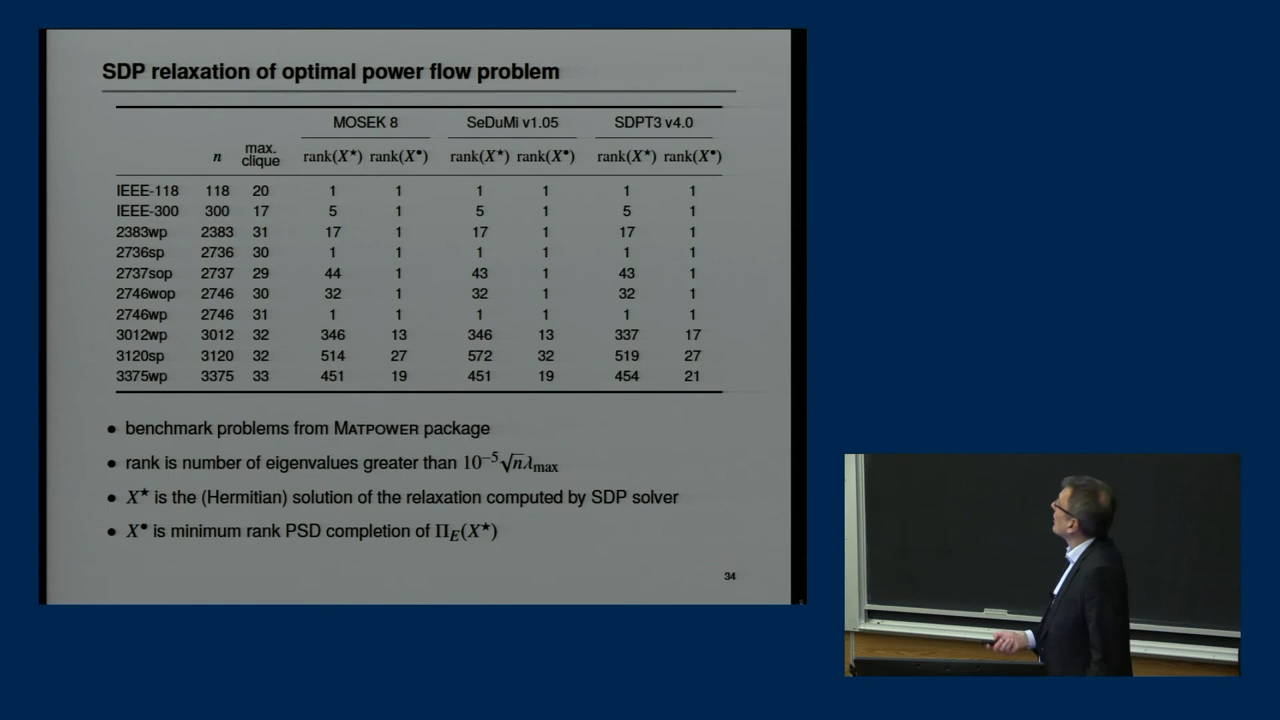 SDP relaxation of optimal power flow problem
MOSEK 8 SeDuMi v1.05 SDPT3 v4.0
n max. clique rank(X★) rank(X•) rank(X★) rank(X•) rank(X★) rank(X•)
IEEE-118 118 20 1 1 1 1 1 1
IEEE-300 300 17 5 1 5 1 5 1
2383wp 2383 31 17 1 17 1 17 1
2736sp 2736 30 1 1 1 1 1 1
2737sop 2737 29 44 1 43 1 43 1
2746wop 2746 30 32 1 32 1 32 1
2746wp 2746 31 1 1 1 1 1 1
3012wp 3012 32 346 13 346 13 337 17
3120sp 3120 32 514 27 572 32 519 27
3375wp 3375 33 451 19 451 19 454 21
• benchmark problems from MATPOWER package
• rank is number of eigenvalues greater than 10⁻⁵√nλmax
• X★ is the (Hermitian) solution of the relaxation computed by SDP solver
• X• is minimum rank PSD completion of ΠE(X★)
34